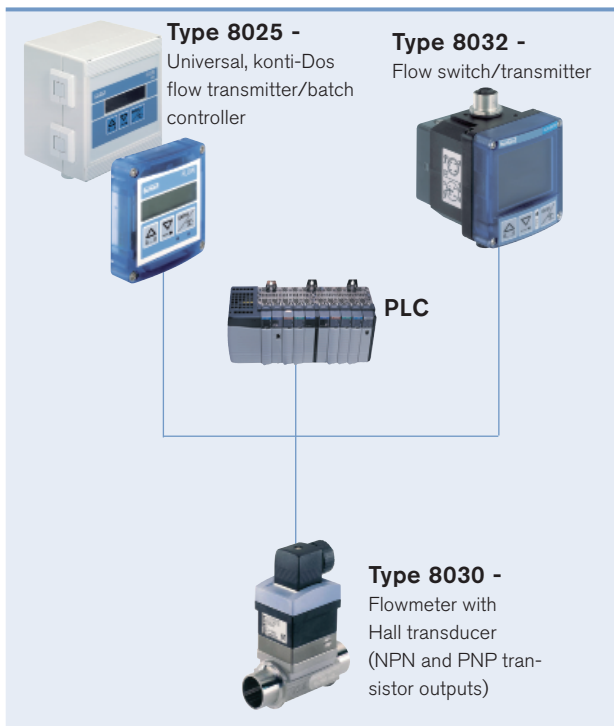 Type 8025 -
Universal, konti-Dos
flow transmitter/batch
controller
Type 8032 -
Flow switch/transmitter
PLC
Type 8030 -
Flowmeter with
Hall transducer
(NPN and PNP tran-
sistor outputs)